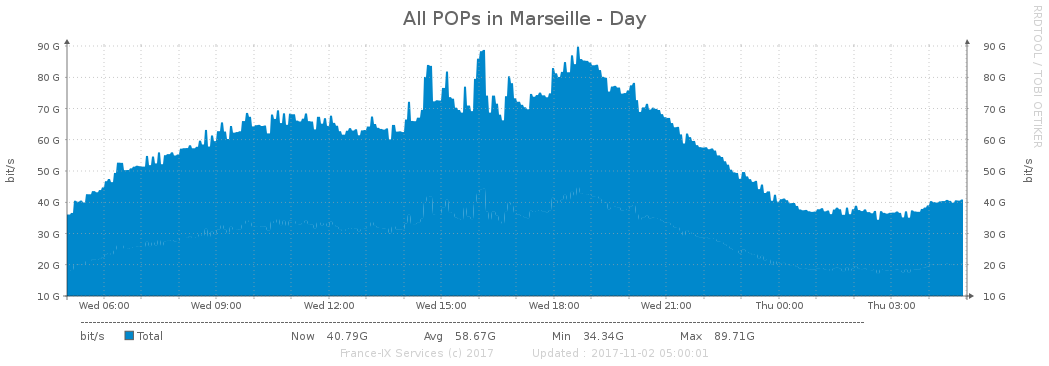 All POPs in Marseille - Day
RRDTOOL / TOBI OETIKER
bit/s
90 G 90 G
80 G 80 G
70 G 70 G
60 G 60 G
50 G 50 G
40 G 40 G
30 G 30 G
20 G 20 G
10 G 10 G
bit/s
Wed 06:00 Wed 09:00 Wed 12:00 Wed 15:00 Wed 18:00 Wed 21:00 Thu 00:00 Thu 03:00
bit/s Total Now 40.79G Avg 58.67G Min 34.34G Max 89.71G
France-IX Services (c) 2017 Updated : 2017-11-02 05:00:01